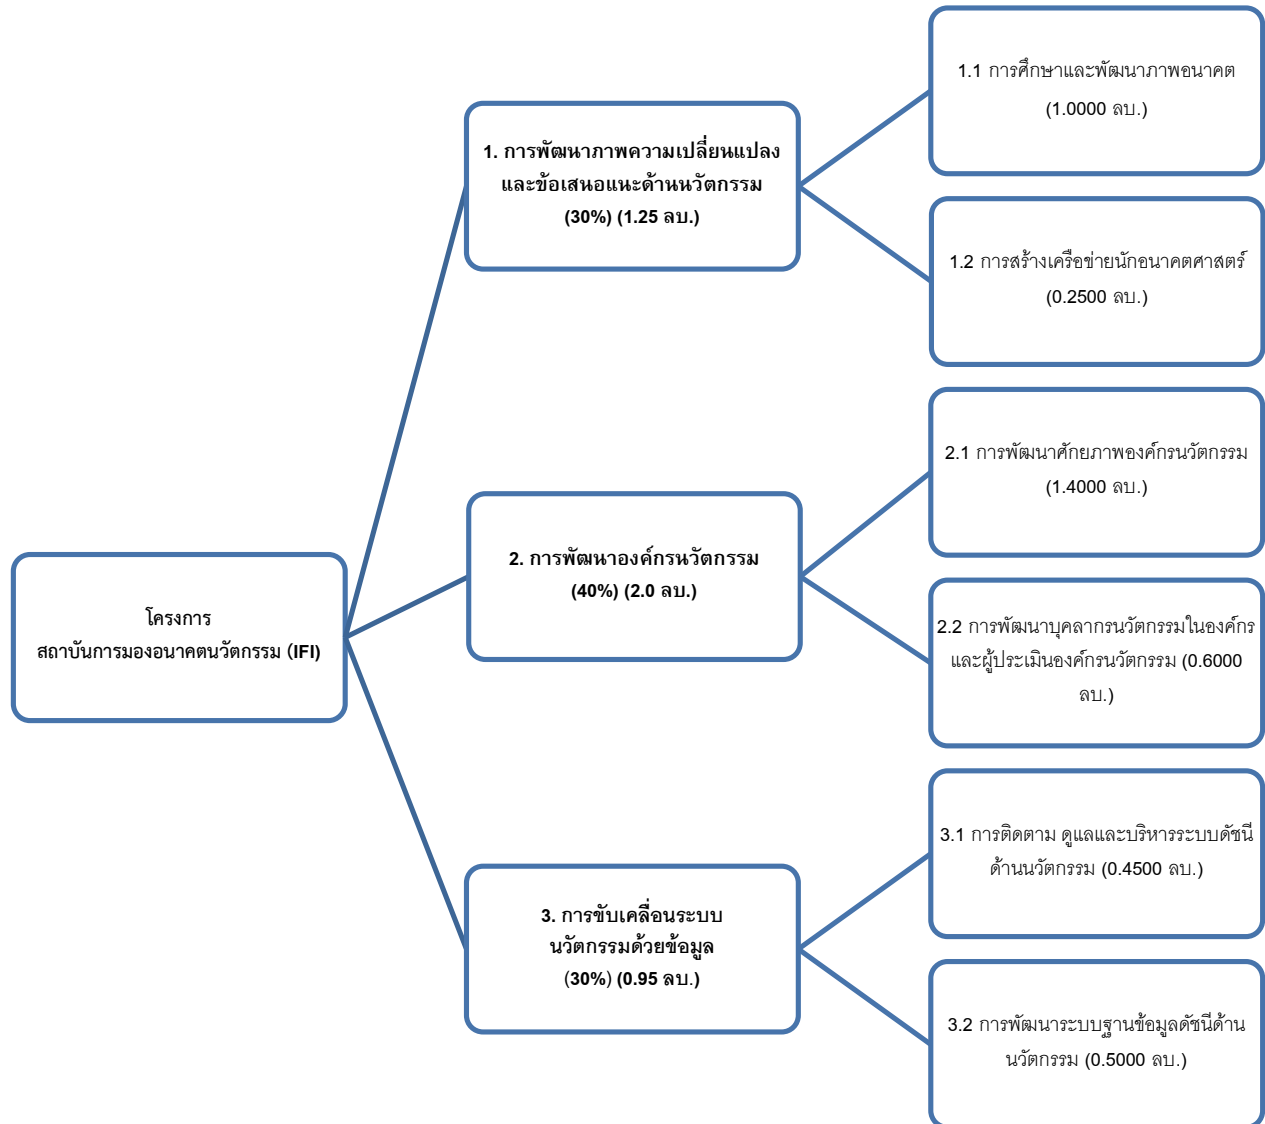 โครงการ
สถาบันการมองอนาคตนวัตกรรม (IFI)
1. การพัฒนาภาพความเปลี่ยนแปลง
และข้อเสนอแนะด้านนวัตกรรม
(30%) (1.25 ลบ.)
1.1 การศึกษาและพัฒนาภาพอนาคต
(1.0000 ลบ.)
1.2 การสร้างเครือข่ายนักอนาคตศาสตร์
(0.2500 ลบ.)
2. การพัฒนาองค์กรนวัตกรรม
(40%) (2.0 ลบ.)
2.1 การพัฒนาศักยภาพองค์กรนวัตกรรม
(1.4000 ลบ.)
2.2 การพัฒนาบุคลากรนวัตกรรมในองค์กร
และผู้ประเมินองค์กรนวัตกรรม (0.6000
ลบ.)
3. การขับเคลื่อนระบบ
นวัตกรรมด้วยข้อมูล
(30%) (0.95 ลบ.)
3.1 การติดตาม ดูแลและบริหารระบบดัชนี
ด้านนวัตกรรม (0.4500 ลบ.)
3.2 การพัฒนาระบบฐานข้อมูลดัชนีด้าน
นวัตกรรม (0.5000 ลบ.)